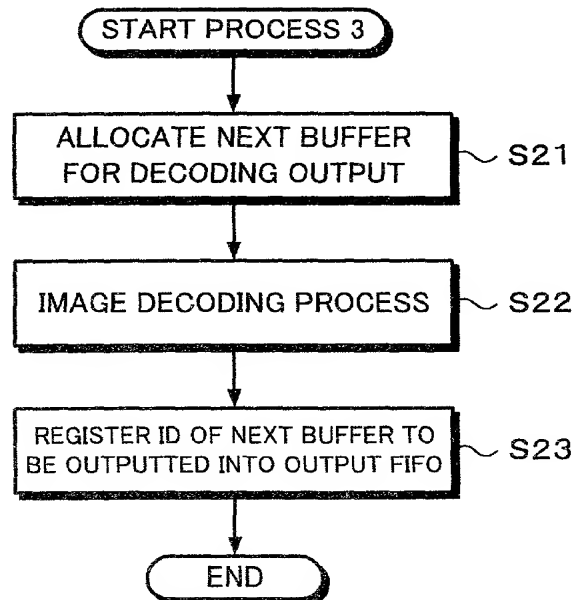 START PROCESS 3
ALLOCATE NEXT BUFFER
FOR DECODING OUTPUT
S21
IMAGE DECODING PROCESS
S22
REGISTER ID OF NEXT BUFFER TO
BE OUTPUTTED INTO OUTPUT FIFO
S23
END